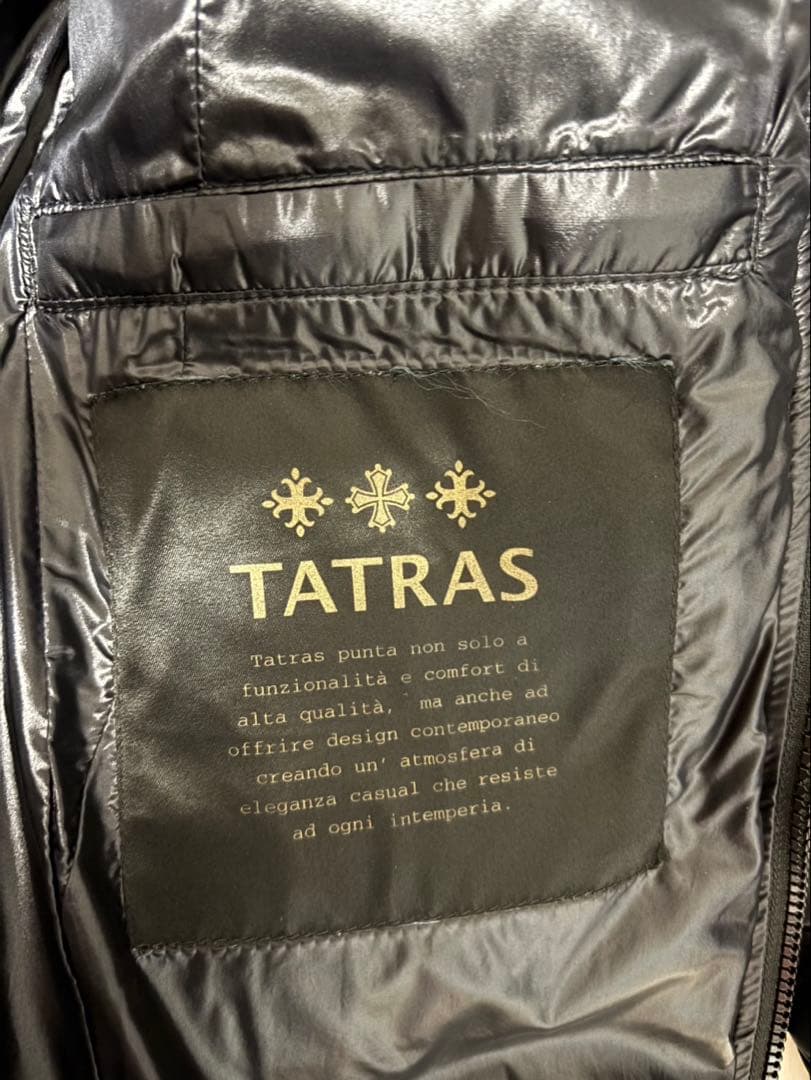 TATRAS
Tatras punta non solo a
funzionalità e comfort di
alta qualità, ma anche ad
offrire design contemporaneo
creando un' atmosfera di
eleganza casual che resiste
ad ogni intemperia.